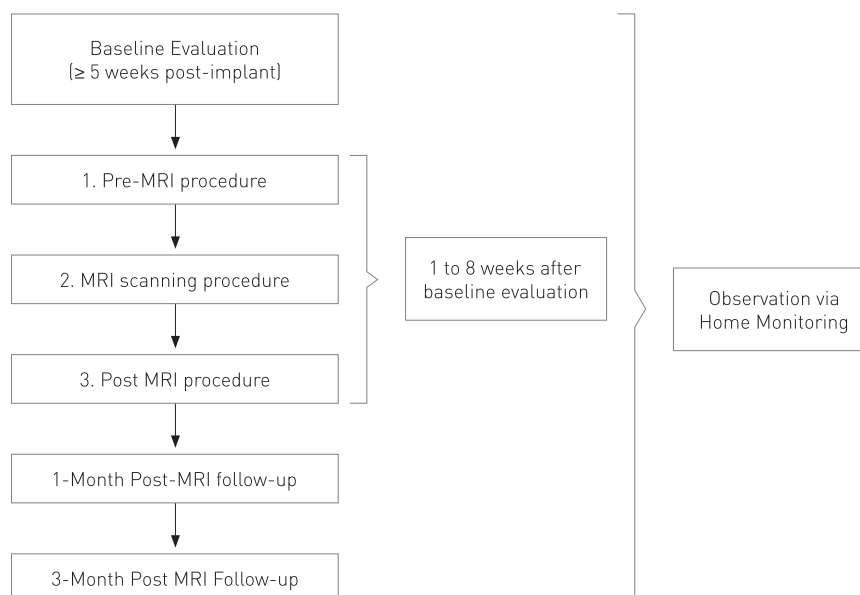 Baseline Evaluation
(≥ 5 weeks post-implant)
1. Pre-MRI procedure
2. MRI scanning procedure
3. Post MRI procedure
1 to 8 weeks after
baseline evaluation
1-Month Post-MRI follow-up
3-Month Post MRI Follow-up
Observation via
Home Monitoring